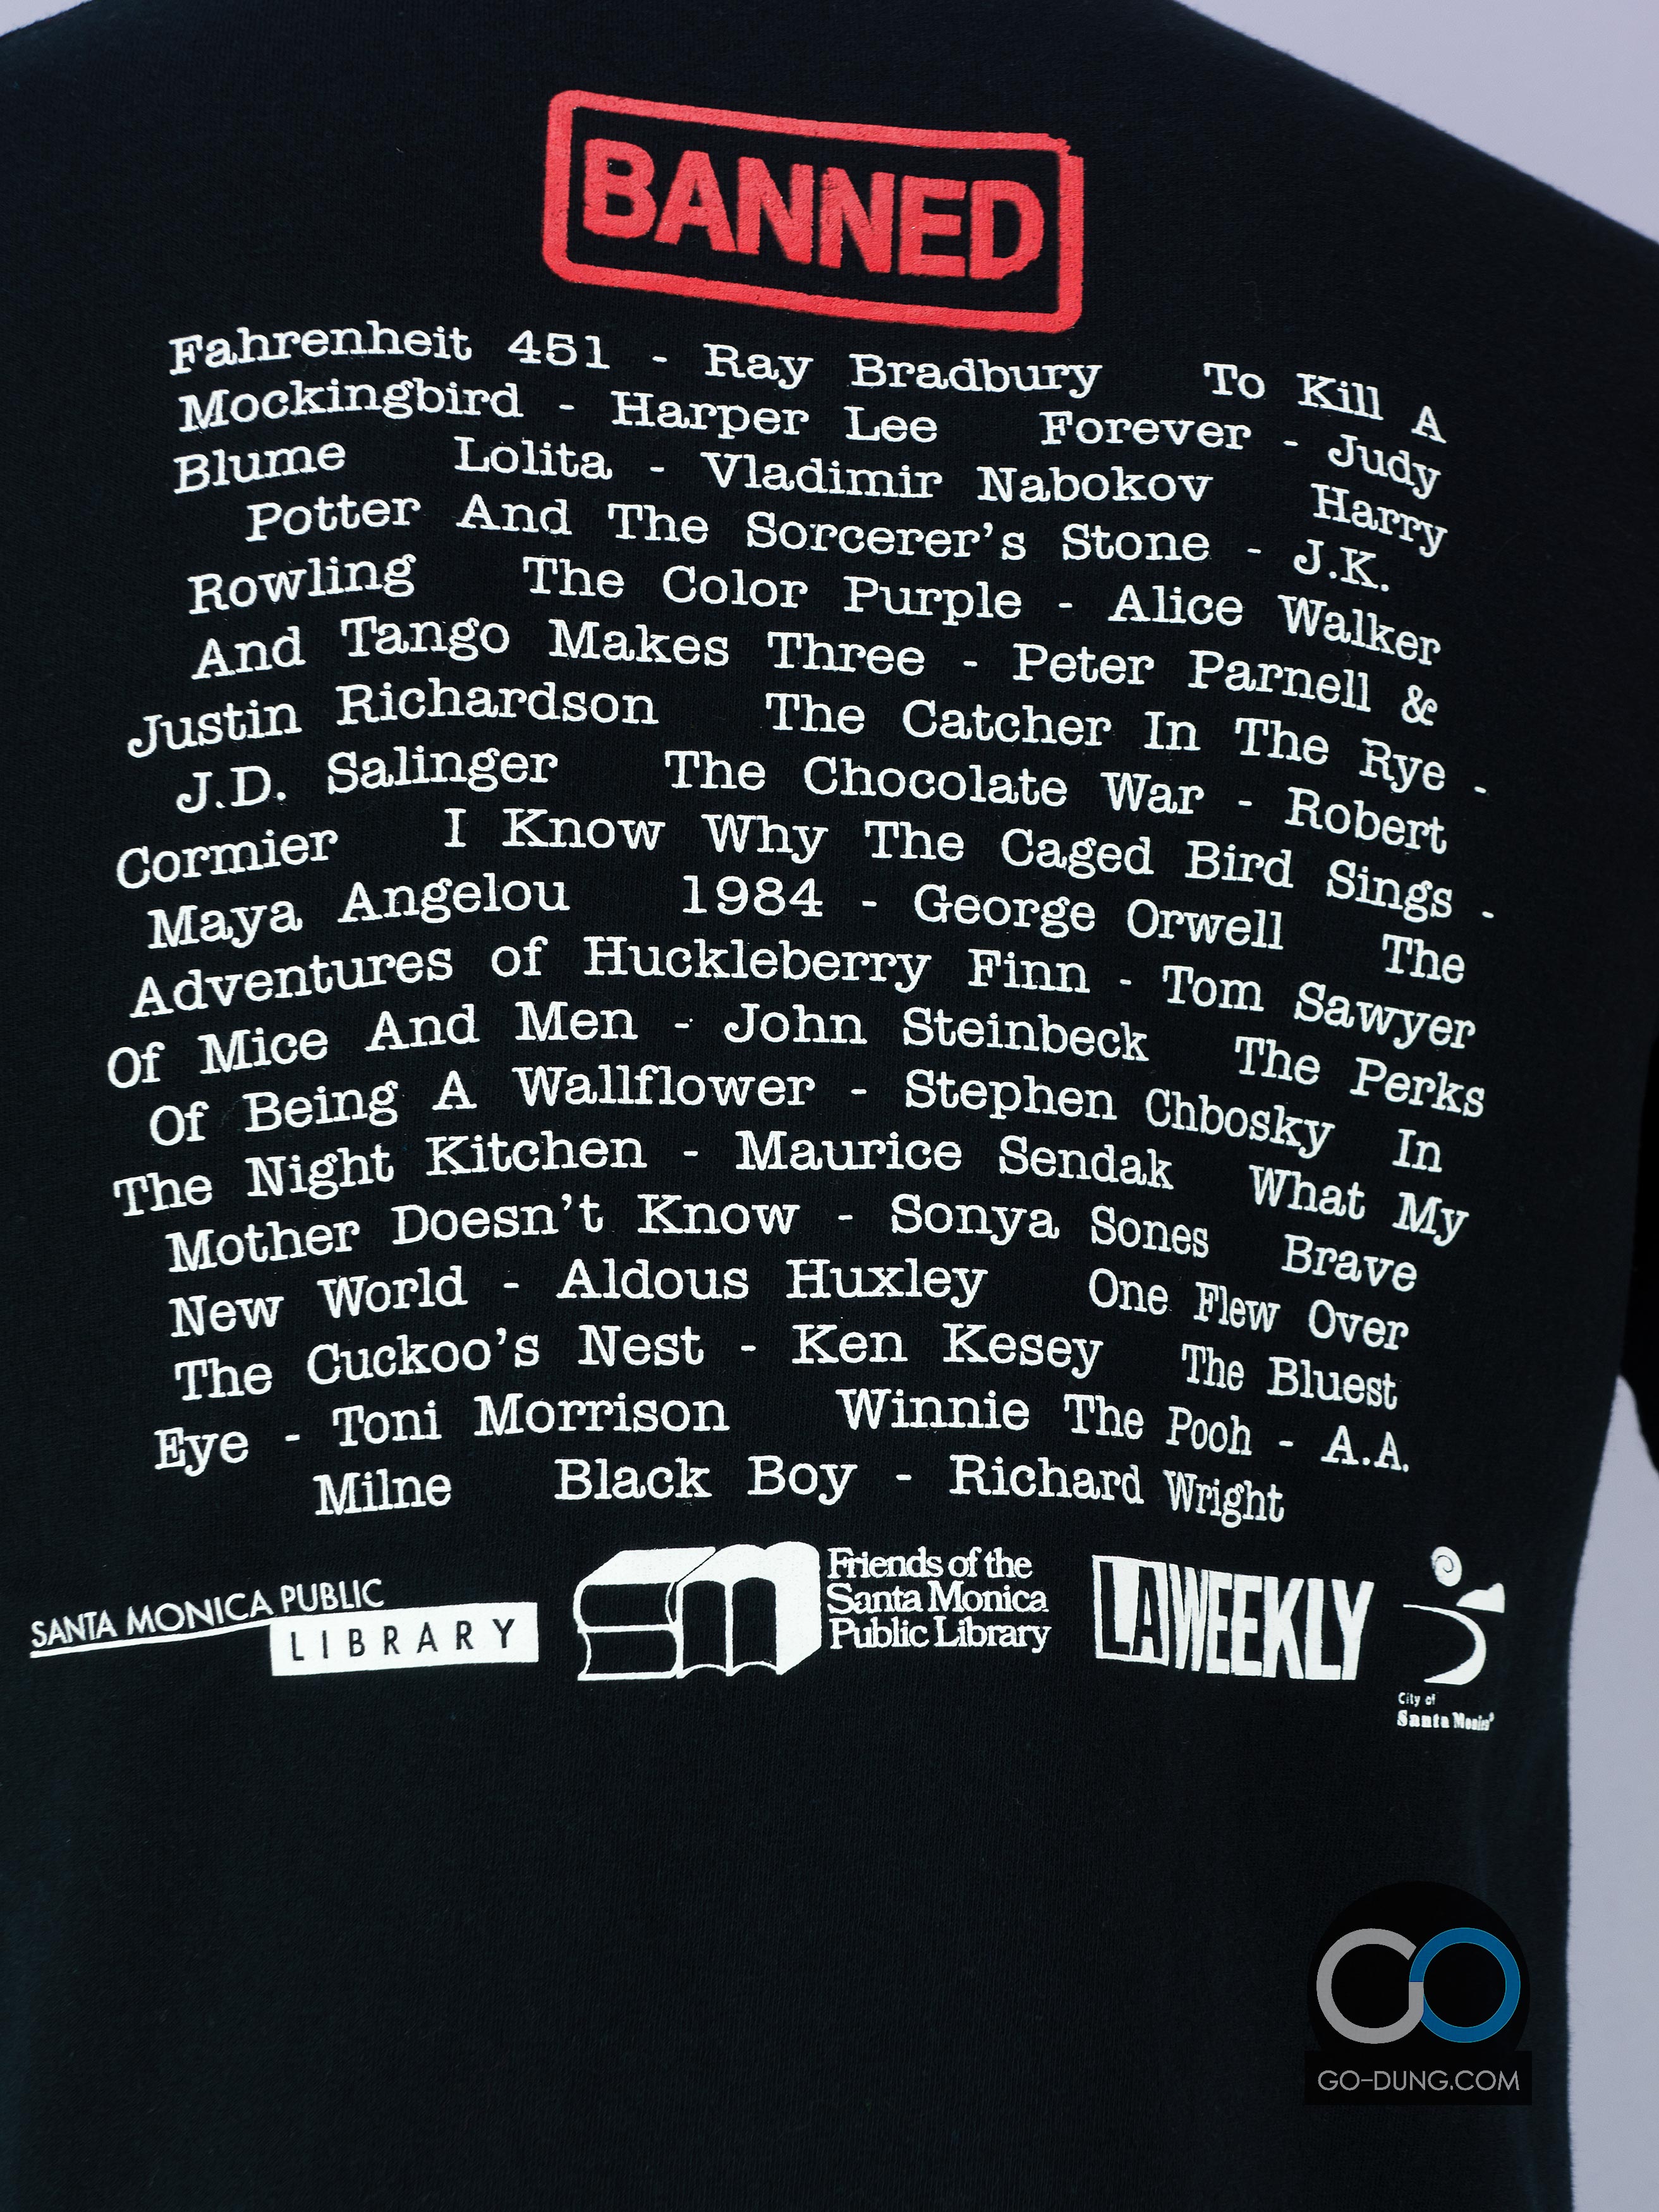 BANNED
Fahrenheit 451 - Ray Bradbury To Kill A
Mockingbird - Harper Lee Forever - Judy
Blume Lolita - Vladimir Nabokov Harry
Potter And The Sorcerer's Stone - J.K.
Rowling The Color Purple - Alice Walker
And Tango Makes Three - Peter Parnell &
Justin Richardson The Catcher In The Rye -
J.D. Salinger The Chocolate War - Robert
Cormier I Know Why The Caged Bird Sings -
Maya Angelou 1984 - George Orwell The
Adventures of Huckleberry Finn - Tom Sawyer
Of Mice And Men - John Steinbeck The Perks
Of Being A Wallflower - Stephen Chbosky In
The Night Kitchen - Maurice Sendak What My
Mother Doesn't Know - Sonya Sones Brave
New World - Aldous Huxley One Flew Over
The Cuckoo's Nest - Ken Kesey The Bluest
Eye - Toni Morrison Winnie The Pooh - A.A.
Milne Black Boy - Richard Wright
SANTA MONICA PUBLIC
LIBRARY
Friends of the
Santa Monica
Public Library
LA WEEKLY
City of
Santa Monica®
GO
GO-DUNG.COM